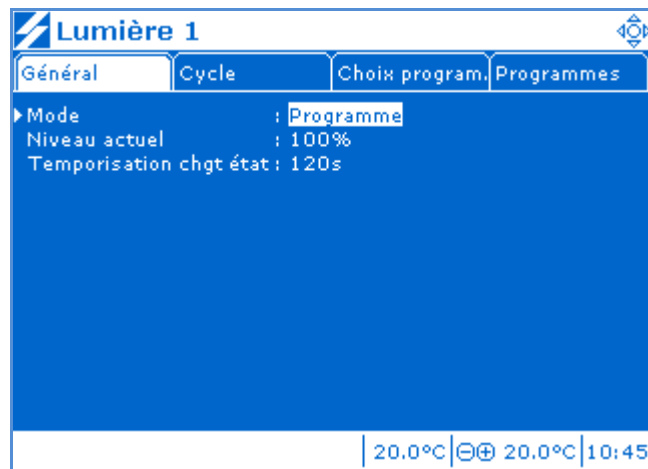 Lumière 1
Général Cycle Choix program. Programmes
Mode : Programme
Niveau actuel : 100%
Temporisation chgt état : 120s
20.0°C ⊖⊕ 20.0°C 10:45